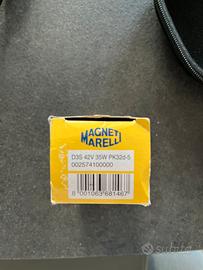 MAGNETI
MARELLI
D3S 42V 35W PK32d-5
002574100000
8 001063 681467
subito